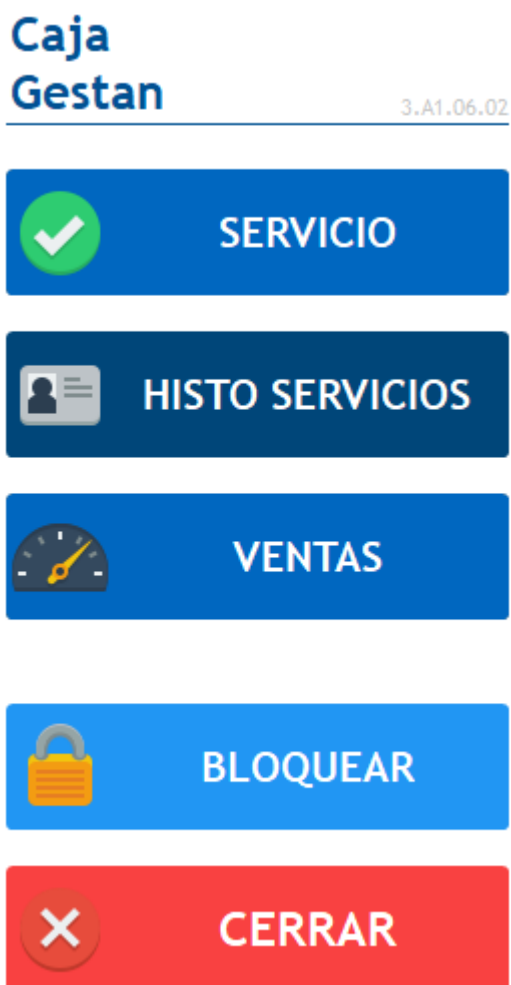 Caja
Gestan
3.A1.06.02
SERVICIO
HISTO SERVICIOS
VENTAS
BLOQUEAR
CERRAR